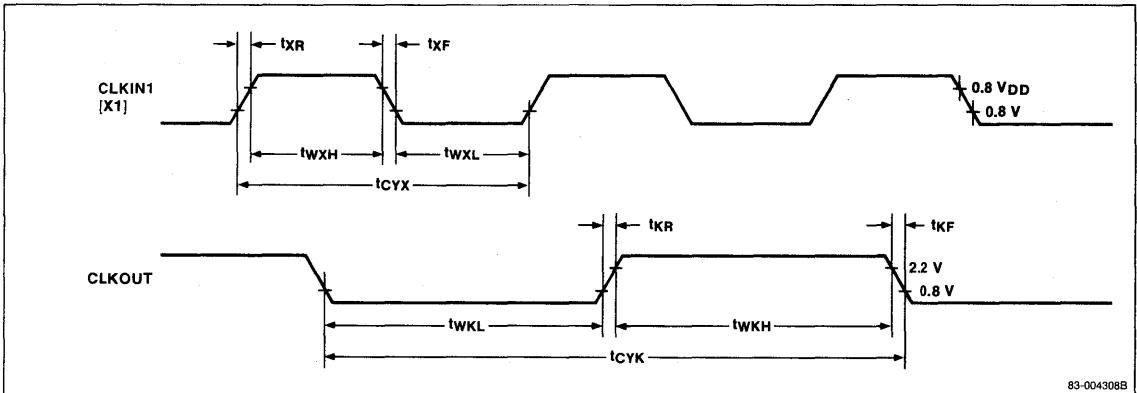 tXR
tXF
CLKIN1
[X1]
0.8 VDD
0.8 V
tWXH
tWXL
tCYX
tKR
tKF
CLKOUT
2.2 V
0.8 V
tWKL
tWKH
tCYK
83-004308B